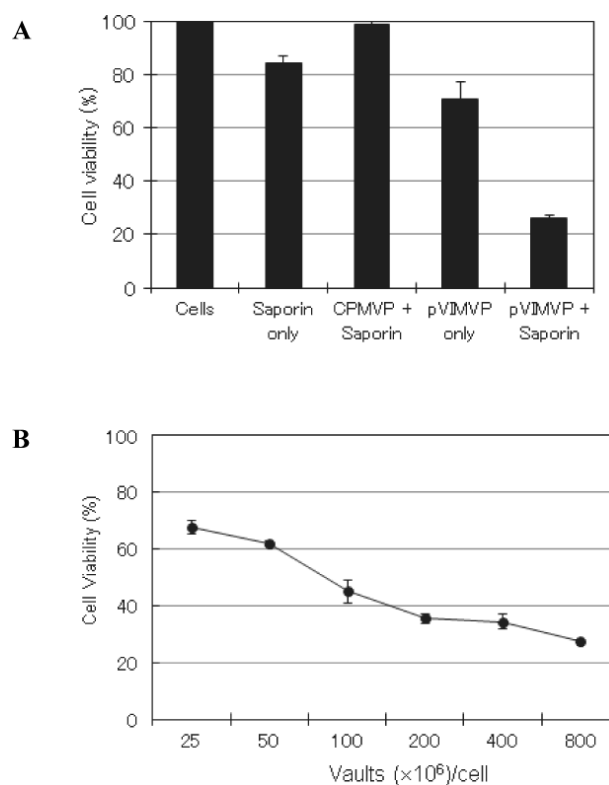 A
Cell viability (%)
100
80
60
40
20
0
Cells
Saporin only
CPMVP + Saporin
pVIMVP only
pVIMVP + Saporin
B
Cell Viability (%)
100
80
60
40
20
0
25 50 100 200 400 800
Vaults (×10⁶)/cell